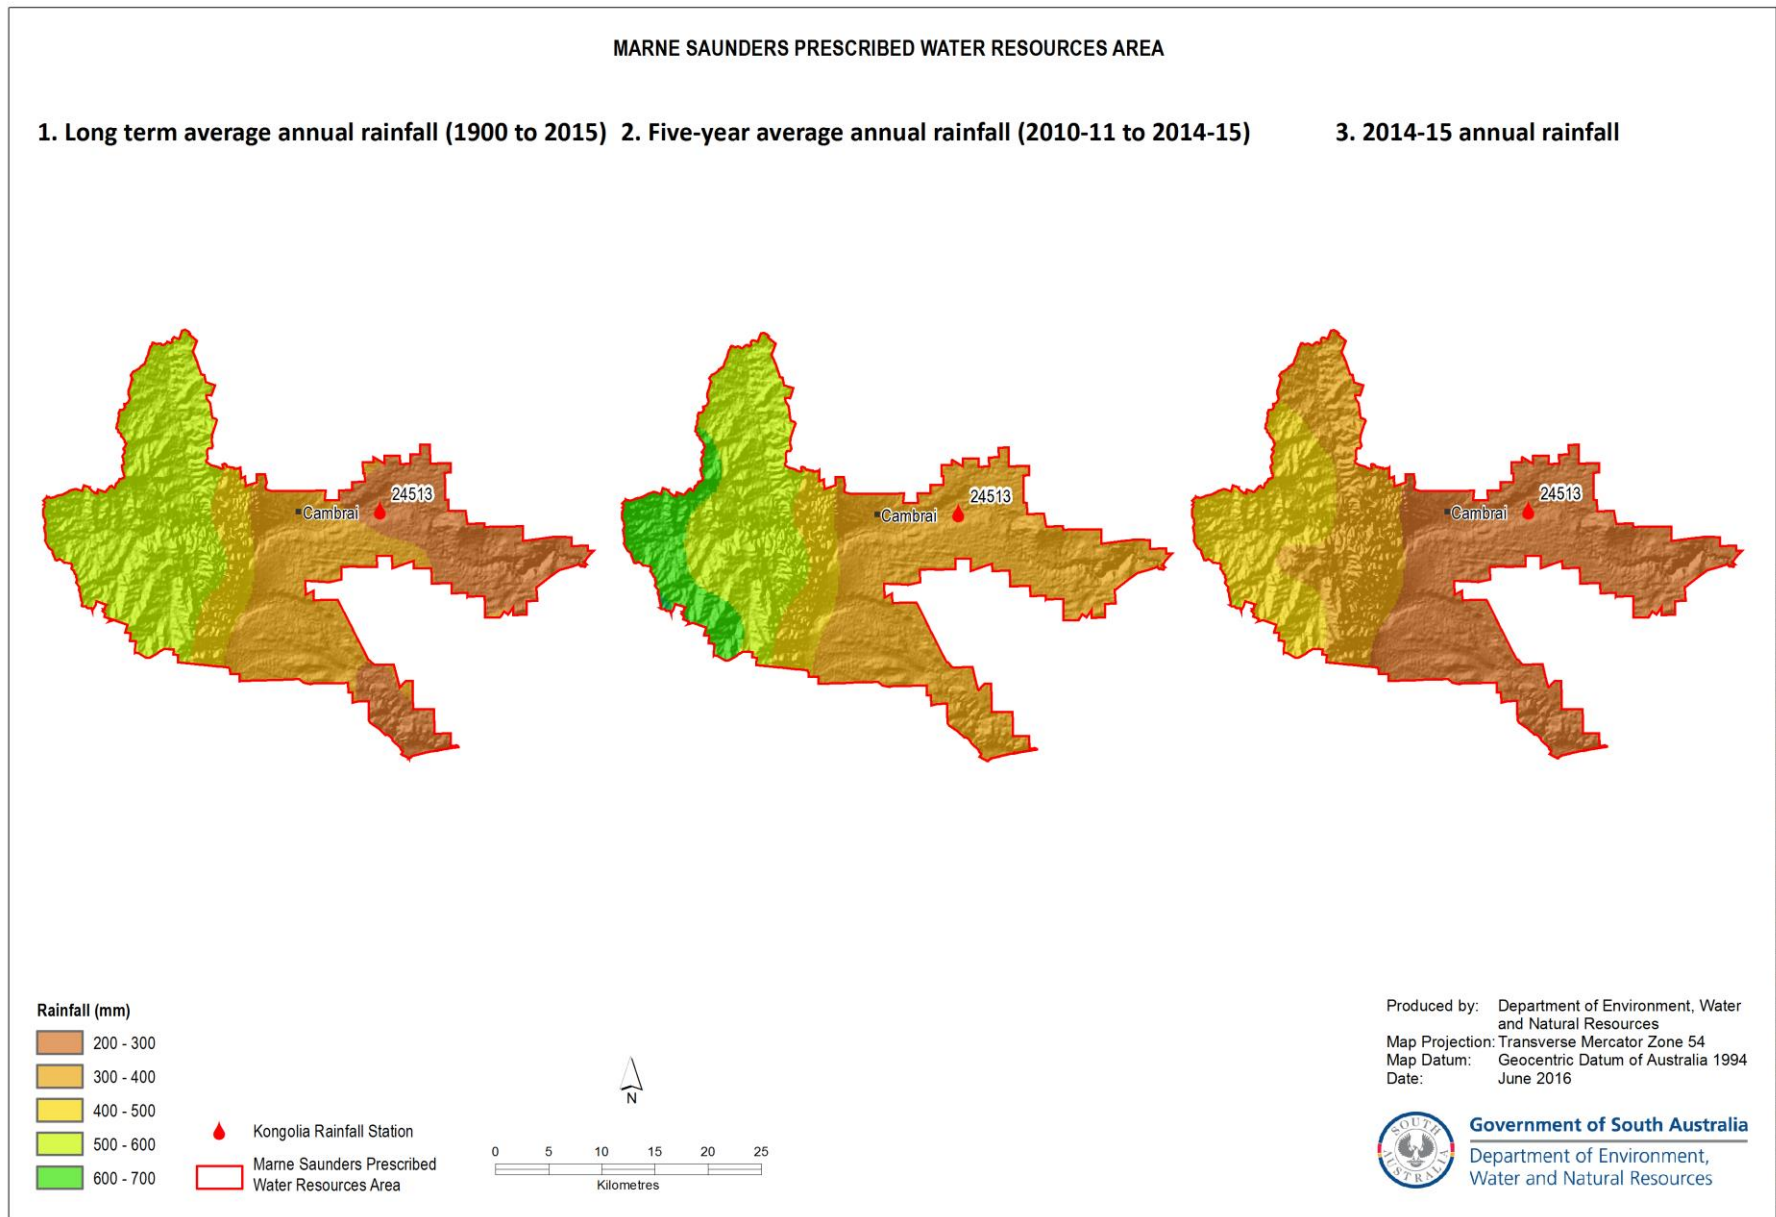 MARNE SAUNDERS PRESCRIBED WATER RESOURCES AREA
1. Long term average annual rainfall (1900 to 2015)
2. Five-year average annual rainfall (2010-11 to 2014-15)
3. 2014-15 annual rainfall
24513
Cambrai
24513
Cambrai
24513
Cambrai
Rainfall (mm)
200 - 300
300 - 400
400 - 500
500 - 600
600 - 700
Kongolia Rainfall Station
Marne Saunders Prescribed
Water Resources Area
N
0 5 10 15 20 25
Kilometres
Produced by: Department of Environment, Water
and Natural Resources
Map Projection: Transverse Mercator Zone 54
Map Datum: Geocentric Datum of Australia 1994
Date: June 2016
SOUTH
AUSTRALIA
Government of South Australia
Department of Environment,
Water and Natural Resources